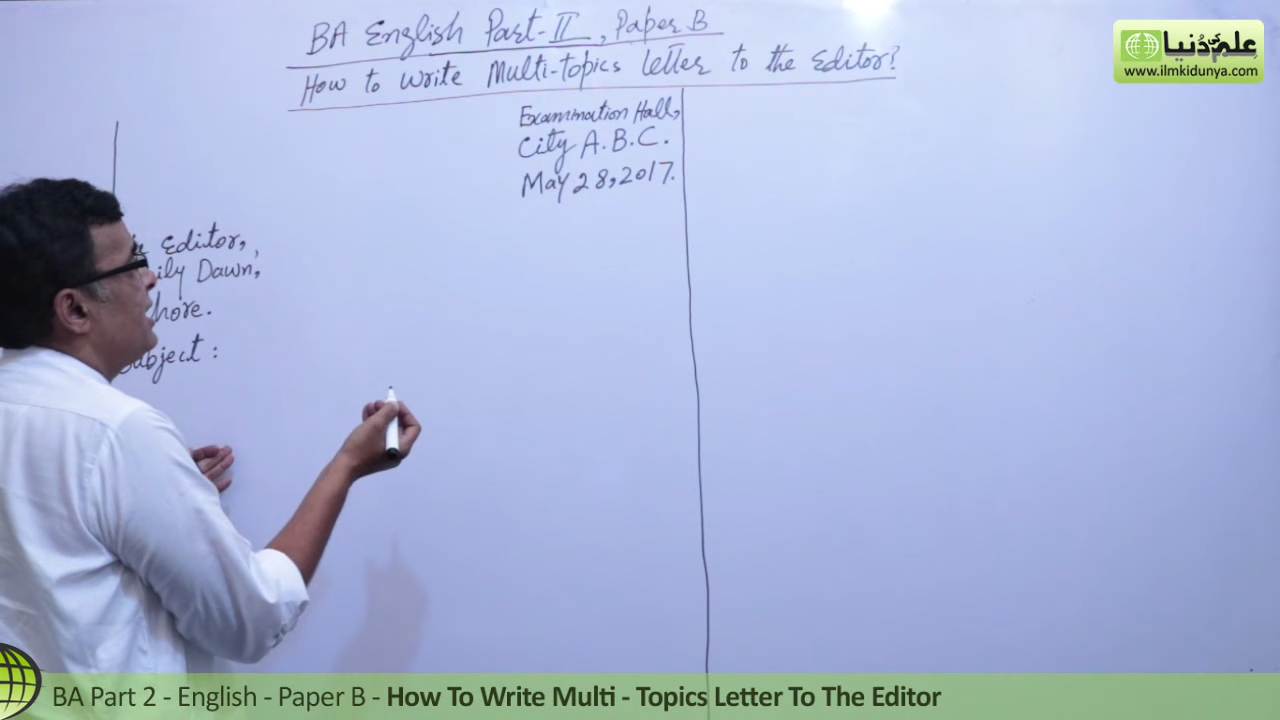 BA English Part-II, Paper B
How to write Multi-topics Letter to the Editor?
علم کی دُنیا
www.ilmkidunya.com
Examination Hall,
City A.B.C.
May 28, 2017.
Editor,
Dawn,
:
BA Part 2 - English - Paper B - How To Write Multi - Topics Letter To The Editor